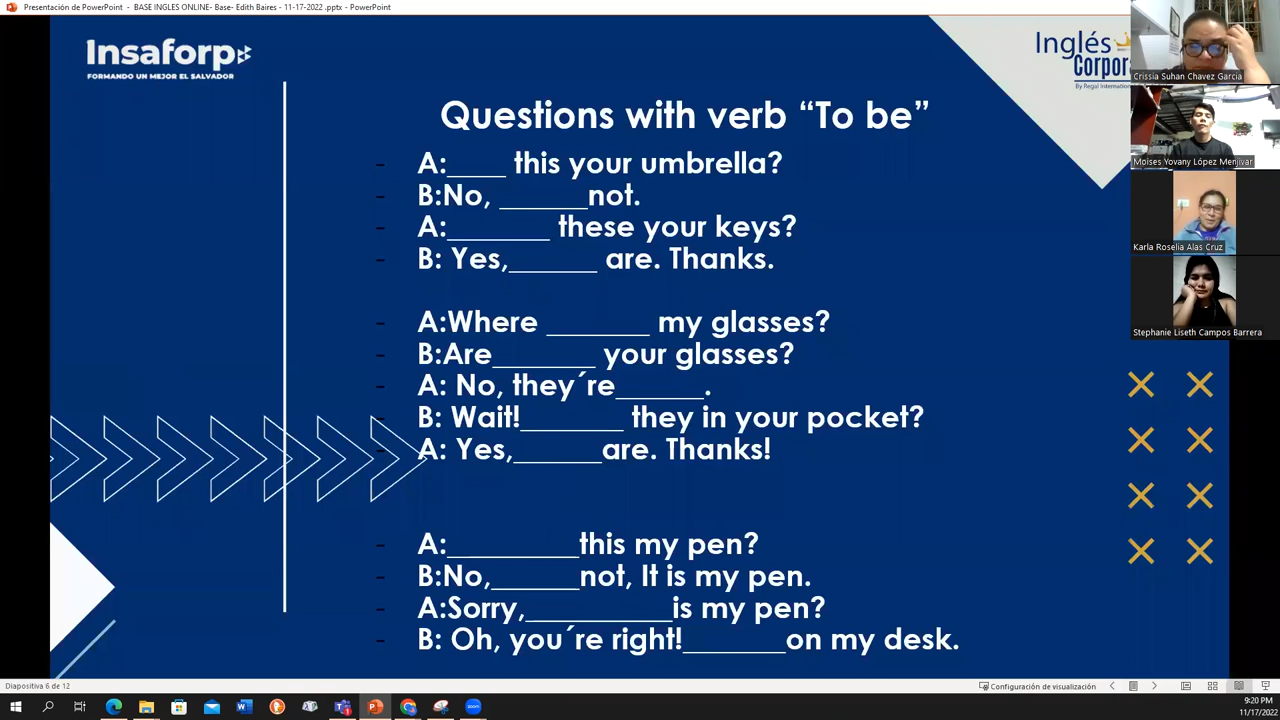 Presentación de PowerPoint - BASE INGLES ONLINE- Base- Edith Baires - 11-17-2022 .pptx - PowerPoint
Insaforp
FORMANDO UN MEJOR EL SALVADOR
Inglés
Corpora
By Regal Internation
Questions with verb “To be”
- A:____ this your umbrella?
- B:No, ______not.
- A:_______ these your keys?
- B: Yes,______ are. Thanks.
- A:Where _______ my glasses?
- B:Are_______ your glasses?
- A: No, they´re______.
- B: Wait!_______ they in your pocket?
- A: Yes,______are. Thanks!
- A:_________this my pen?
- B:No,______not, It is my pen.
- A:Sorry,__________is my pen?
- B: Oh, you´re right!_______on my desk.
Crissia Suhan Chavez Garcia
Moises Yovany López Menjivar
Karla Roselia Alas Cruz
Stephanie Liseth Campos Barrera
Diapositiva 6 de 12
Configuración de visualización
9:20 PM
11/17/2022